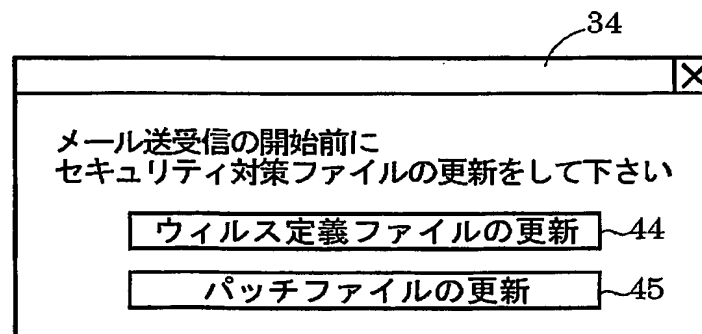 34
メール送受信の開始前に
セキュリティ対策ファイルの更新をして下さい
ウィルス定義ファイルの更新 44
パッチファイルの更新 45